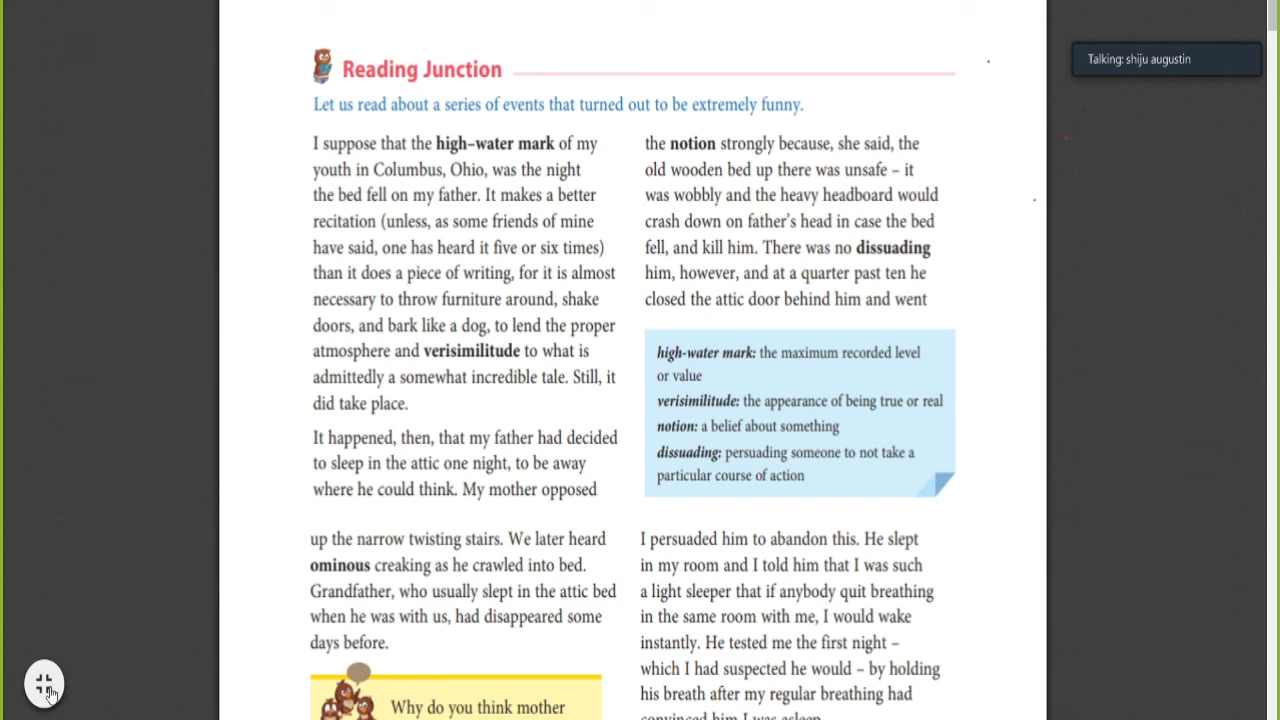 Reading Junction
Let us read about a series of events that turned out to be extremely funny.
I suppose that the high–water mark of my
youth in Columbus, Ohio, was the night
the bed fell on my father. It makes a better
recitation (unless, as some friends of mine
have said, one has heard it five or six times)
than it does a piece of writing, for it is almost
necessary to throw furniture around, shake
doors, and bark like a dog, to lend the proper
atmosphere and verisimilitude to what is
admittedly a somewhat incredible tale. Still, it
did take place.
It happened, then, that my father had decided
to sleep in the attic one night, to be away
where he could think. My mother opposed
the notion strongly because, she said, the
old wooden bed up there was unsafe – it
was wobbly and the heavy headboard would
crash down on father's head in case the bed
fell, and kill him. There was no dissuading
him, however, and at a quarter past ten he
closed the attic door behind him and went
high-water mark: the maximum recorded level
or value
verisimilitude: the appearance of being true or real
notion: a belief about something
dissuading: persuading someone to not take a
particular course of action
up the narrow twisting stairs. We later heard
ominous creaking as he crawled into bed.
Grandfather, who usually slept in the attic bed
when he was with us, had disappeared some
days before.
Why do you think mother
I persuaded him to abandon this. He slept
in my room and I told him that I was such
a light sleeper that if anybody quit breathing
in the same room with me, I would wake
instantly. He tested me the first night –
which I had suspected he would – by holding
his breath after my regular breathing had
convinced him I was asleep.
Talking: shiju augustin